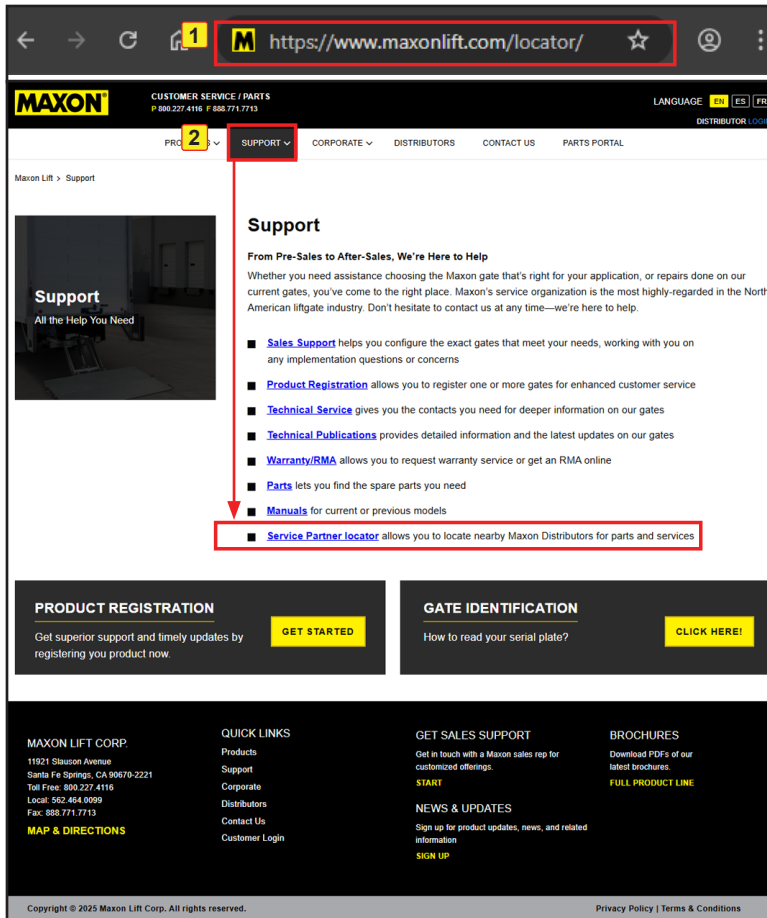 1
https://www.maxonlift.com/locator/
MAXON®
CUSTOMER SERVICE / PARTS
P 800.227.4116 F 888.771.7713
LANGUAGE EN ES FR
DISTRIBUTOR LOGIN
2
SUPPORT CORPORATE DISTRIBUTORS CONTACT US PARTS PORTAL
Maxon Lift > Support
Support
All the Help You Need
Support
From Pre-Sales to After-Sales, We're Here to Help
Whether you need assistance choosing the Maxon gate that's right for your application, or repairs done on our
current gates, you've come to the right place. Maxon's service organization is the most highly-regarded in the North
American liftgate industry. Don't hesitate to contact us at any time—we're here to help.
Sales Support helps you configure the exact gates that meet your needs, working with you on
any implementation questions or concerns
Product Registration allows you to register one or more gates for enhanced customer service
Technical Service gives you the contacts you need for deeper information on our gates
Technical Publications provides detailed information and the latest updates on our gates
Warranty/RMA allows you to request warranty service or get an RMA online
Parts lets you find the spare parts you need
Manuals for current or previous models
Service Partner locator allows you to locate nearby Maxon Distributors for parts and services
PRODUCT REGISTRATION
Get superior support and timely updates by
registering you product now.
GET STARTED
GATE IDENTIFICATION
How to read your serial plate?
CLICK HERE!
MAXON LIFT CORP.
11921 Slauson Avenue
Santa Fe Springs, CA 90670-2221
Toll Free: 800.227.4116
Local: 562.464.0099
Fax: 888.771.7713
MAP & DIRECTIONS
QUICK LINKS
Products
Support
Corporate
Distributors
Contact Us
Customer Login
GET SALES SUPPORT
Get in touch with a Maxon sales rep for
customized offerings.
START
NEWS & UPDATES
Sign up for product updates, news, and related
information
SIGN UP
BROCHURES
Download PDFs of our
latest brochures.
FULL PRODUCT LINE
Copyright © 2025 Maxon Lift Corp. All rights reserved.
Privacy Policy | Terms & Conditions